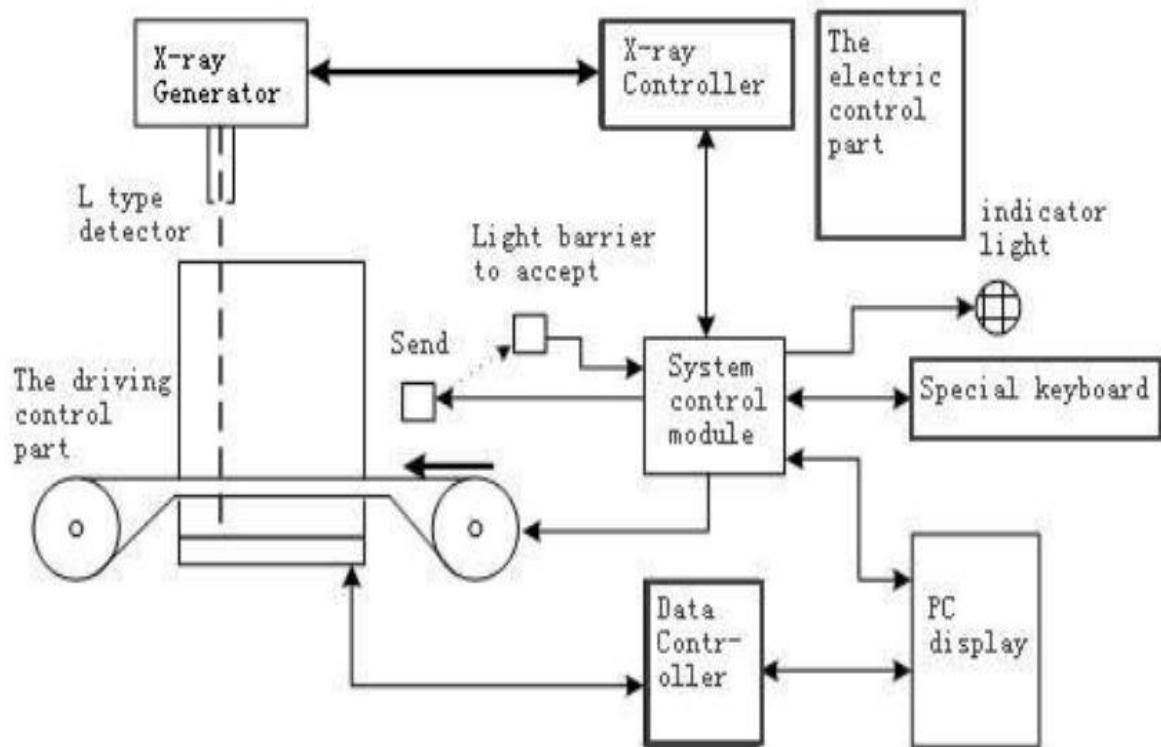 X-ray
Generator
X-ray
Controller
The
electric
control
part
L type
detector
Light barrier
to accept
indicator
light
Send
The driving
control
part
System
control
module
Special keyboard
Data
Contr-
oller
PC
display